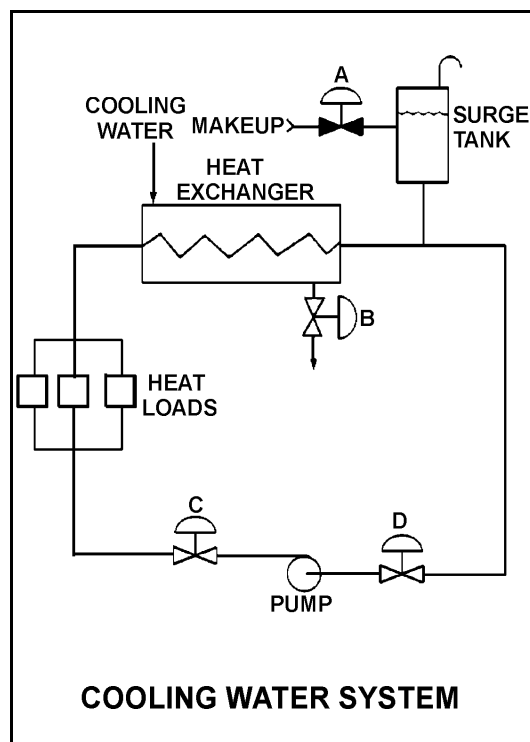 A
COOLING
WATER
MAKEUP
SURGE
TANK
HEAT
EXCHANGER
B
HEAT
LOADS
C
D
PUMP
COOLING WATER SYSTEM